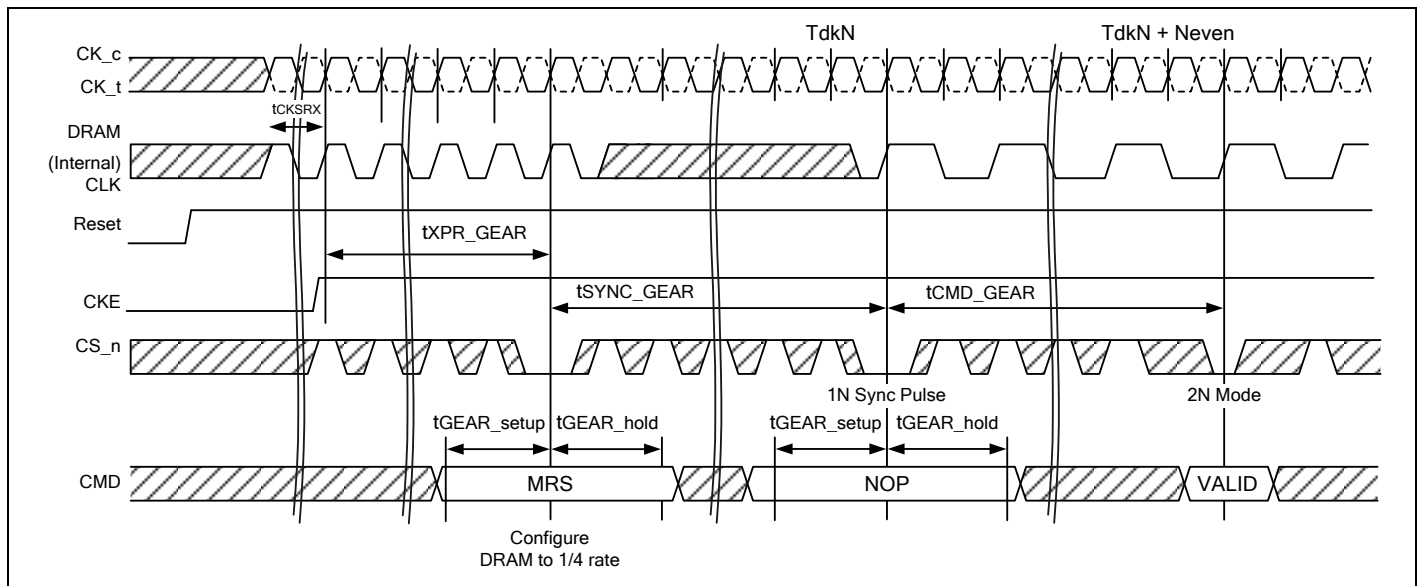 TdkN
TdkN + Neven
CK_c
CK_t
tCKSRX
DRAM
(Internal)
CLK
Reset
tXPR_GEAR
CKE
tSYNC_GEAR
tCMD_GEAR
CS_n
1N Sync Pulse
2N Mode
tGEAR_setup
tGEAR_hold
tGEAR_setup
tGEAR_hold
CMD
MRS
NOP
VALID
Configure
DRAM to 1/4 rate